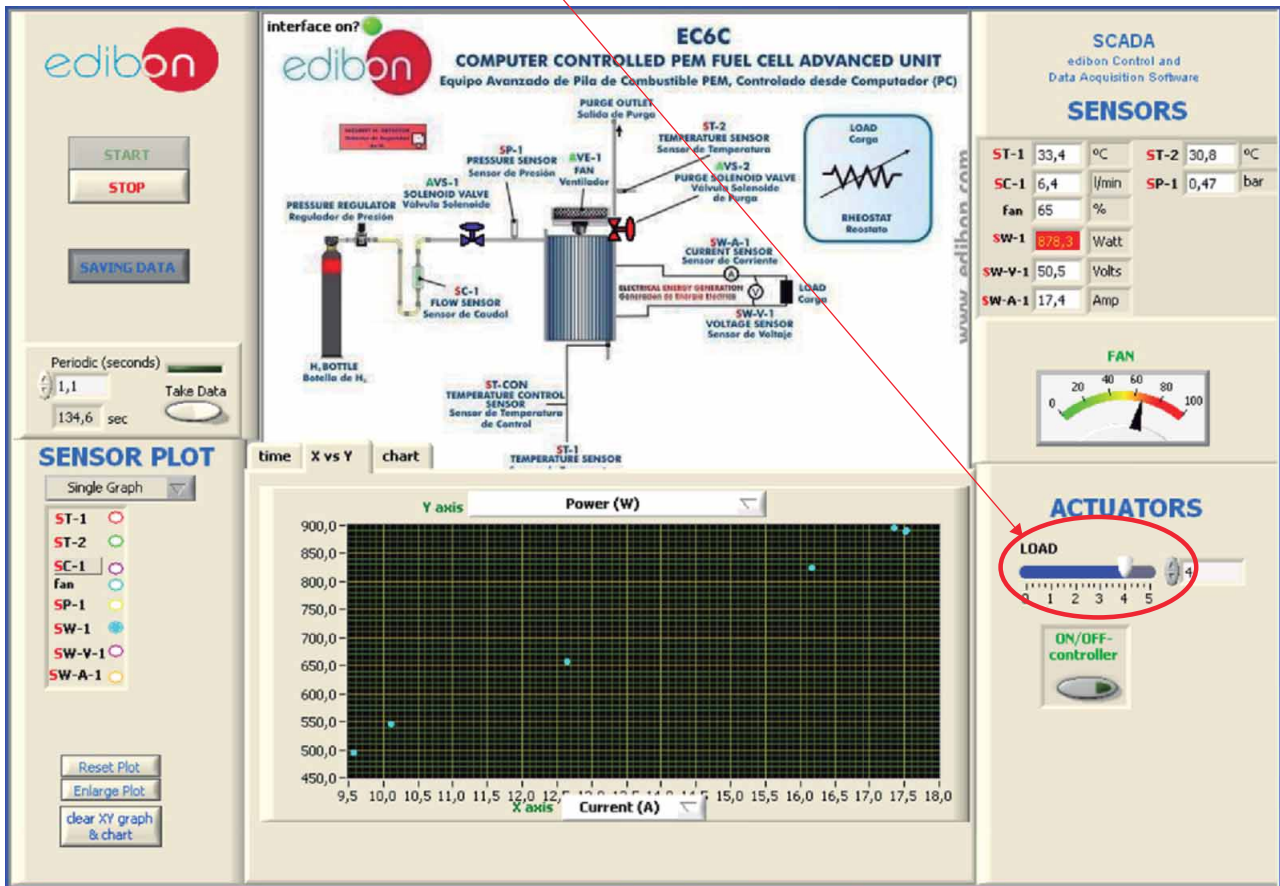 edibon
START
STOP
SAVING DATA
Periodic (seconds)
1,1
134,6 sec
Take Data
interface on?
edibon
EC6C
COMPUTER CONTROLLED PEM FUEL CELL ADVANCED UNIT
Equipo Avanzado de Pila de Combustible PEM, Controlado desde Computador (PC)
PURGE OUTLET
Salida de Purga
ST-2
TEMPERATURE SENSOR
Sensor de Temperatura
LOAD
Carga
RHEOSTAT
Reostato
SP-1
PRESSURE SENSOR
Sensor de Presión
AVE-1
FAN
Ventilador
AVS-2
PURGE SOLENOID VALVE
Válvula Solenoide
de Purga
AVS-1
SOLENOID VALVE
Válvula Solenoide
PRESSURE REGULATOR
Regulador de Presión
SW-A-1
CURRENT SENSOR
Sensor de Corriente
A
ELECTRICAL ENERGY GENERATION
Generacion de Energia Electrica
V
LOAD
Carga
SC-1
FLOW SENSOR
Sensor de Caudal
SW-V-1
VOLTAGE SENSOR
Sensor de Voltaje
H₂ BOTTLE
Botella de H₂
ST-CON
TEMPERATURE CONTROL
SENSOR
Sensor de Temperatura
de Control
ST-1
TEMPERATURE SENSOR
www.edibon.com
SCADA
edibon Control and
Data Acquisition Software
SENSORS
ST-1 33,4 ºC ST-2 30,8 ºC
SC-1 6,4 l/min SP-1 0,47 bar
fan 65 %
SW-1 878,3 Watt
SW-V-1 50,5 Volts
SW-A-1 17,4 Amp
FAN
0 20 40 60 80 100
SENSOR PLOT
Single Graph
ST-1
ST-2
SC-1
fan
SP-1
SW-1
SW-V-1
SW-A-1
Reset Plot
Enlarge Plot
clear XY graph
& chart
time X vs Y chart
Y axis Power (W)
900,0
850,0
800,0
750,0
700,0
650,0
600,0
550,0
500,0
450,0
9,5 10,0 10,5 11,0 11,5 12,0 15,0 15,5 16,0 16,5 17,0 17,5 18,0
X axis Current (A)
ACTUATORS
LOAD
4
0 1 2 3 4 5
ON/OFF-
controller